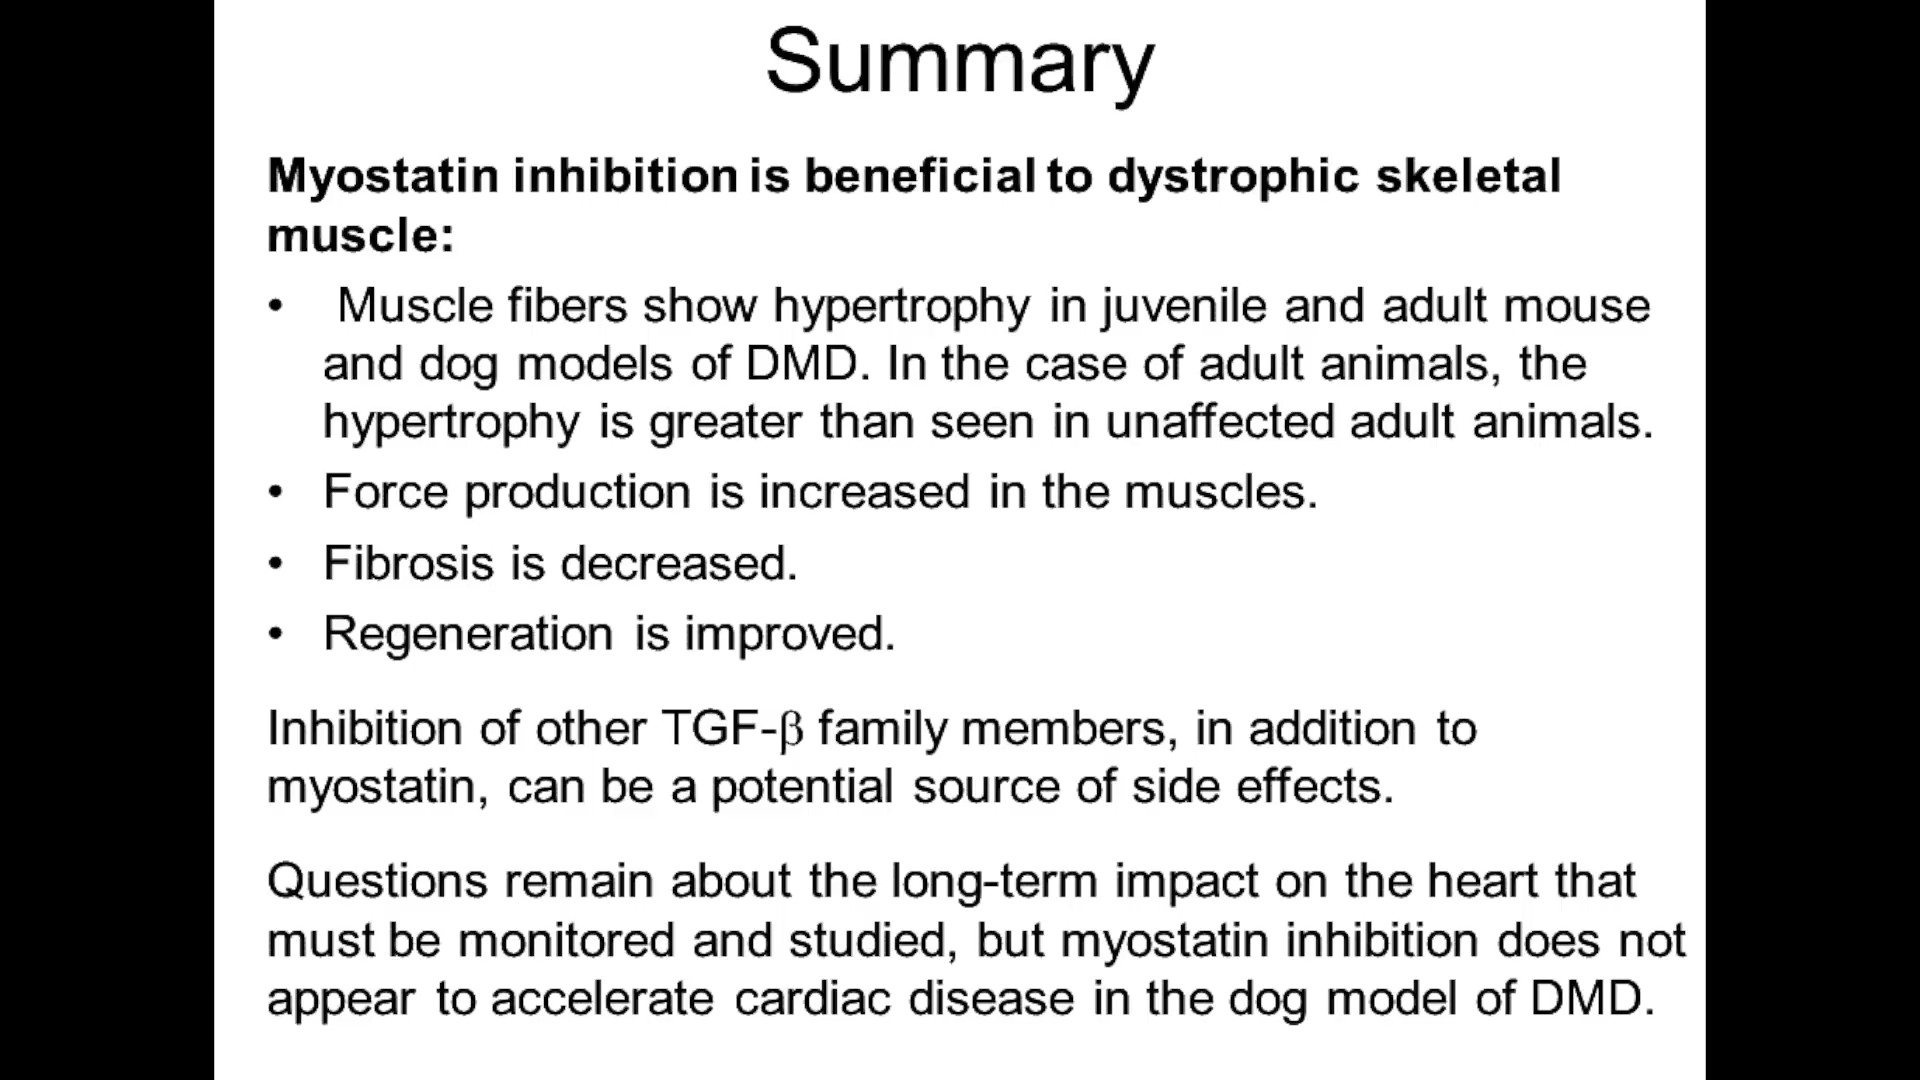 Summary
Myostatin inhibition is beneficial to dystrophic skeletal
muscle:
• Muscle fibers show hypertrophy in juvenile and adult mouse
and dog models of DMD. In the case of adult animals, the
hypertrophy is greater than seen in unaffected adult animals.
• Force production is increased in the muscles.
• Fibrosis is decreased.
• Regeneration is improved.
Inhibition of other TGF-β family members, in addition to
myostatin, can be a potential source of side effects.
Questions remain about the long-term impact on the heart that
must be monitored and studied, but myostatin inhibition does not
appear to accelerate cardiac disease in the dog model of DMD.